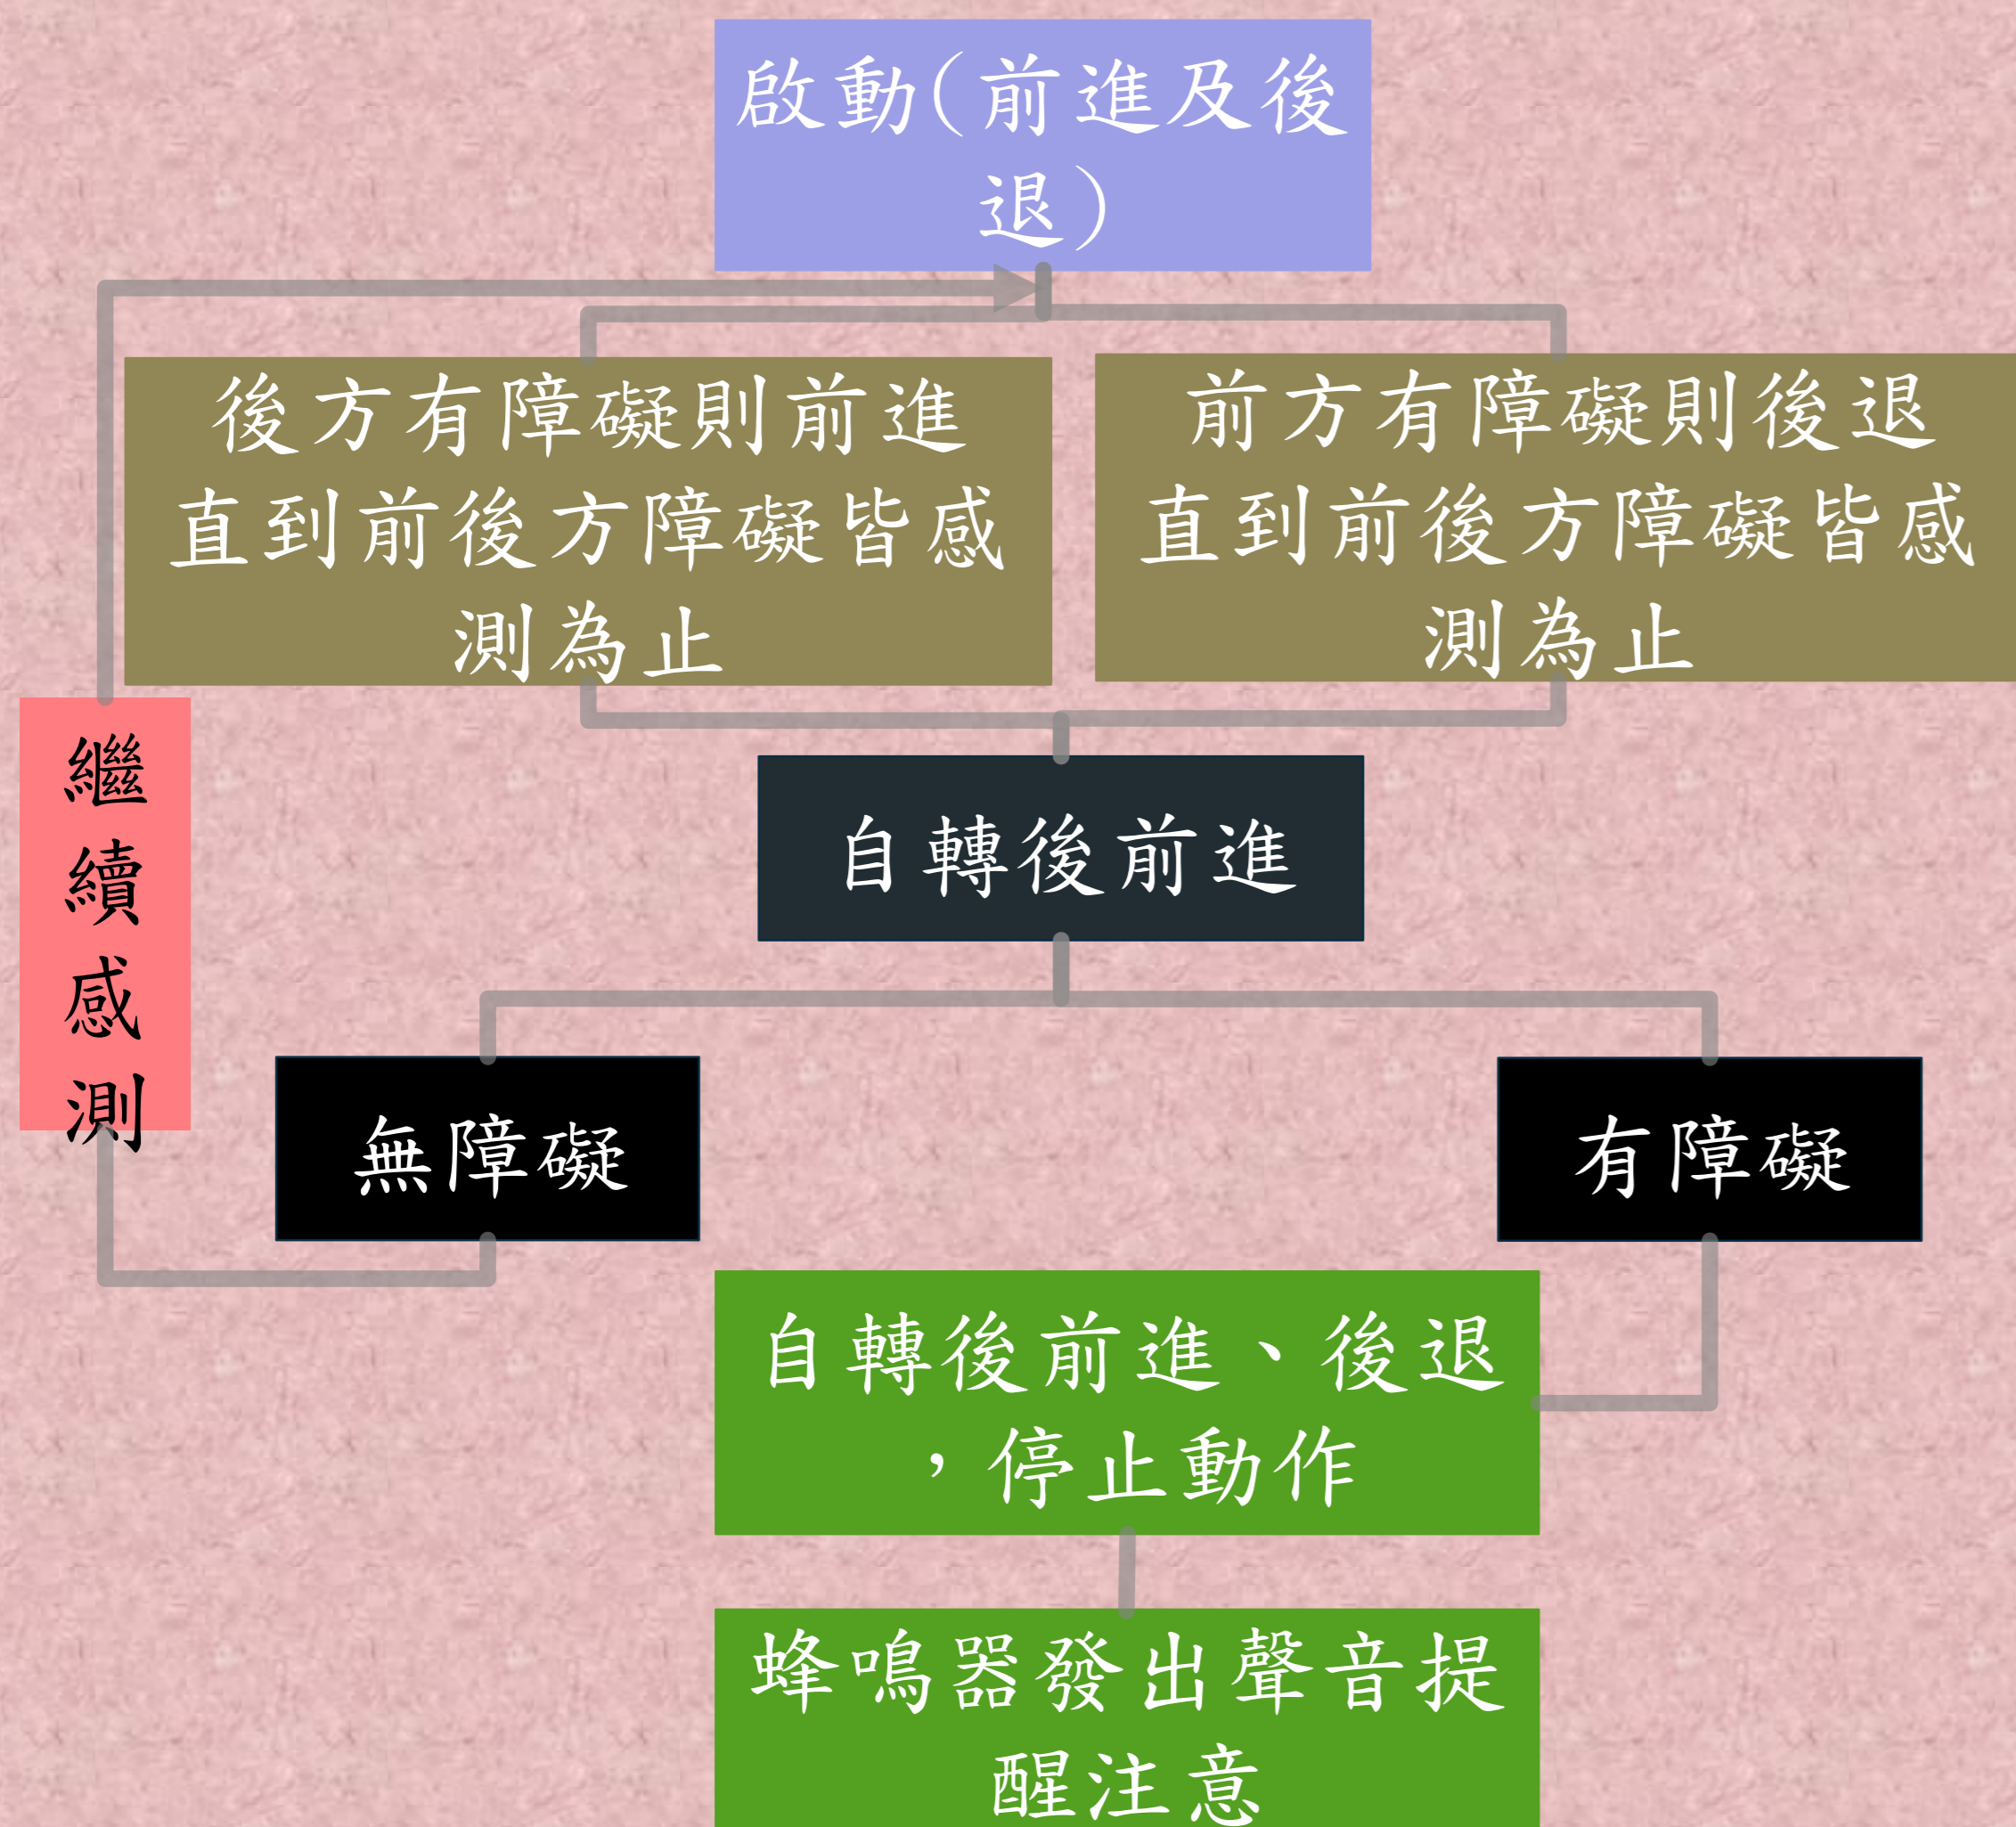 啟動(前進及後
退)
後方有障礙則前進
直到前後方障礙皆感
測為止
前方有障礙則後退
直到前後方障礙皆感
測為止
繼
續
感
測
自轉後前進
無障礙
有障礙
自轉後前進、後退
，停止動作
蜂鳴器發出聲音提
醒注意